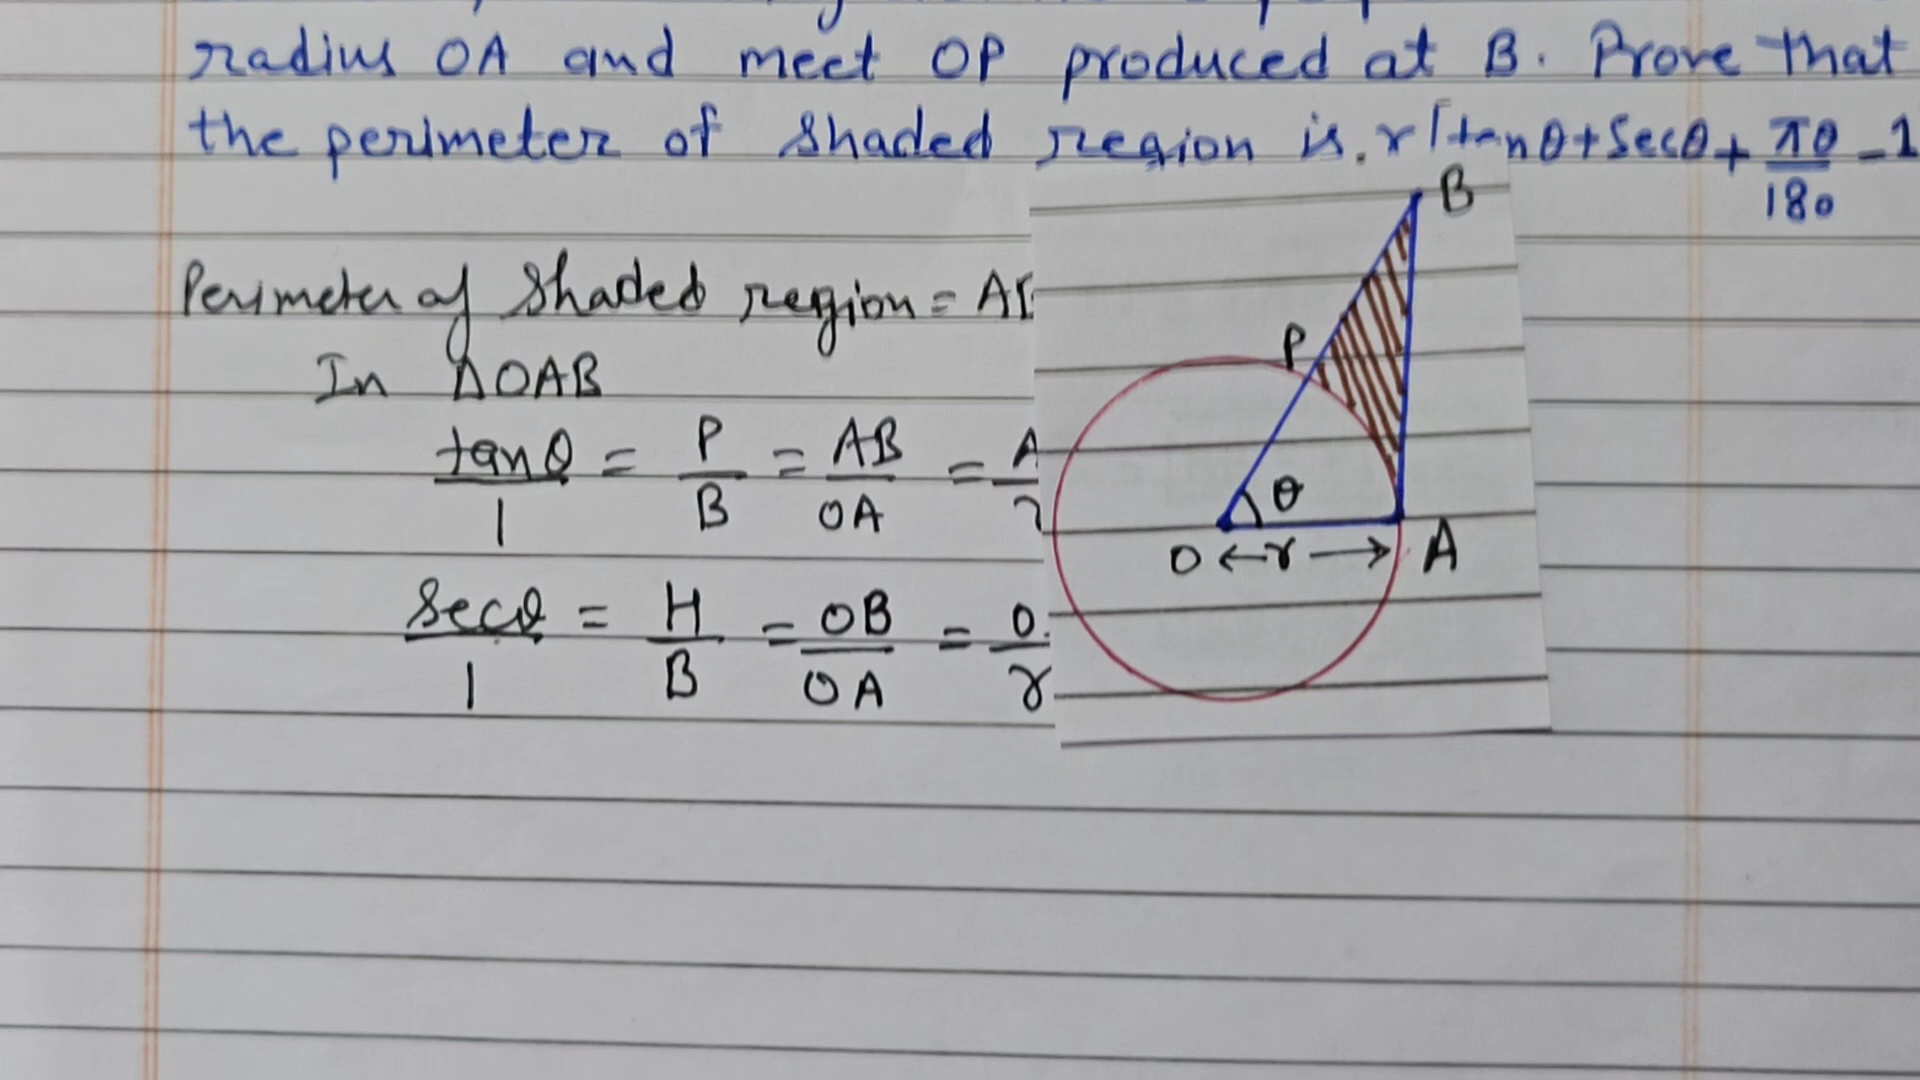 radius OA and meet OP produced at B. Prove that
the perimeter of shaded region is. r[tanθ+Secθ+ πθ/180 -1
Perimeter of Shaded region = A
In ΔOAB
tanθ/1 = P/B = AB/OA = A
secθ/1 = H/B = OB/OA = O/r
B
P
θ
O ←r→ A